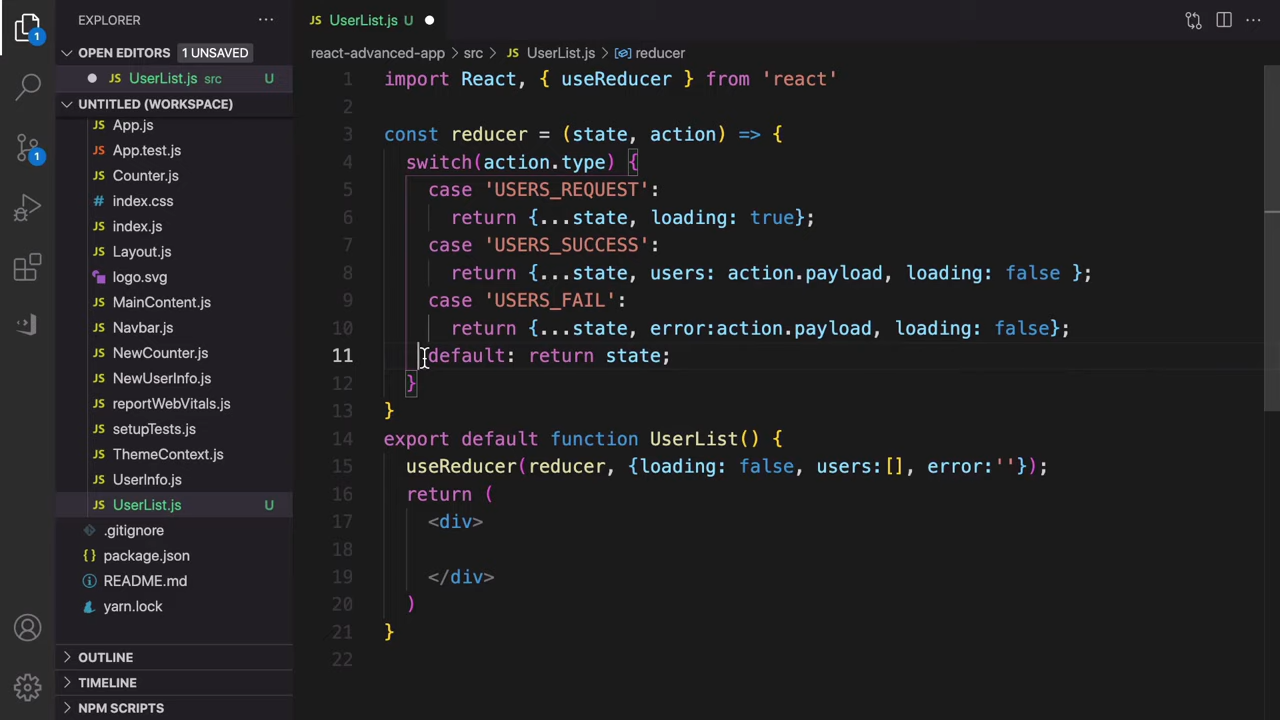 EXPLORER
OPEN EDITORS 1 UNSAVED
UserList.js src U
UNTITLED (WORKSPACE)
App.js
App.test.js
Counter.js
index.css
index.js
Layout.js
logo.svg
MainContent.js
Navbar.js
NewCounter.js
NewUserInfo.js
reportWebVitals.js
setupTests.js
ThemeContext.js
UserInfo.js
UserList.js U
.gitignore
package.json
README.md
yarn.lock
OUTLINE
TIMELINE
NPM SCRIPTS
1
1
JS UserList.js U
react-advanced-app > src > JS UserList.js > reducer
1 import React, { useReducer } from 'react'
2
3 const reducer = (state, action) => {
4 switch(action.type) {
5 case 'USERS_REQUEST':
6 return {...state, loading: true};
7 case 'USERS_SUCCESS':
8 return {...state, users: action.payload, loading: false };
9 case 'USERS_FAIL':
10 return {...state, error:action.payload, loading: false};
11 default: return state;
12 }
13 }
14 export default function UserList() {
15 useReducer(reducer, {loading: false, users:[], error:''});
16 return (
17 <div>
18
19 </div>
20 )
21 }
22